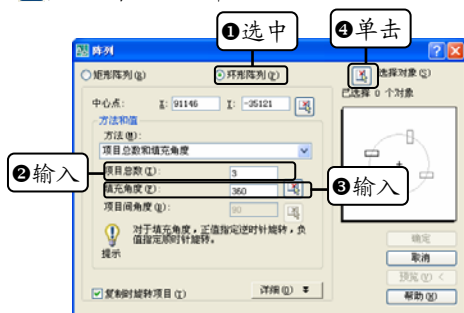 ❶选中
❹单击
阵列
矩形阵列(R)
环形阵列(P)
选择对象(S)
已选择 0 个对象
中心点: X: 91146 Y: -35121
方法和值
方法(M):
项目总数和填充角度
❷输入
项目总数(I): 3
填充角度(F): 360
❸输入
项目间角度(B): 90
对于填充角度，正值指定逆时针旋转，负
值指定顺时针旋转。
提示
确定
取消
预览(V) <
复制时旋转项目(T)
详细(O)
帮助(H)